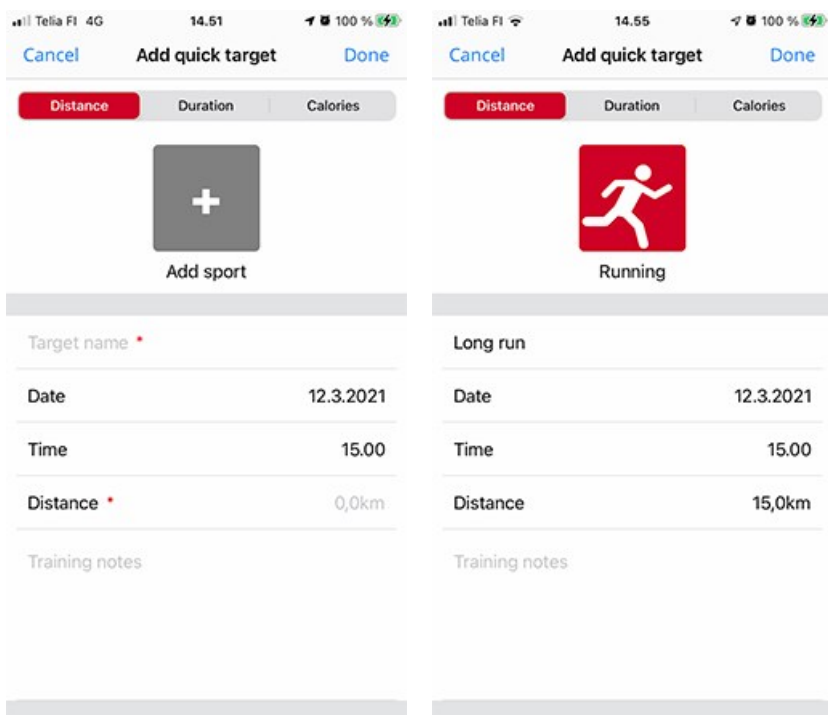 Telia FI 4G 14.51 100 %
Cancel Add quick target Done
Distance Duration Calories
+
Add sport
Target name *
Date 12.3.2021
Time 15.00
Distance * 0,0km
Training notes
Telia FI 14.55 100 %
Cancel Add quick target Done
Distance Duration Calories
Running
Long run
Date 12.3.2021
Time 15.00
Distance 15,0km
Training notes